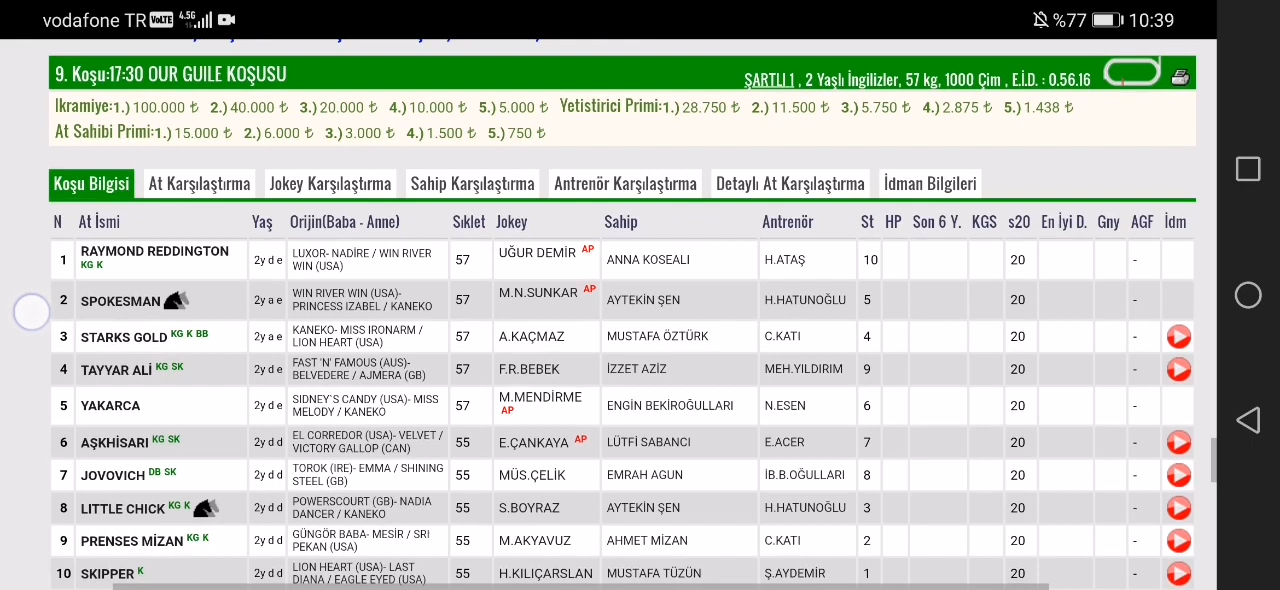 vodafone TR VoLTE 4.5G %77 10:39
9. Koşu:17:30 OUR GUILE KOŞUSU
ŞARTLI 1 , 2 Yaşlı İngilizler, 57 kg, 1000 Çim , E.İ.D. : 0.56.16
Ikramiye:1.) 100.000 ₺ 2.) 40.000 ₺ 3.) 20.000 ₺ 4.) 10.000 ₺ 5.) 5.000 ₺ Yetistirici Primi:1.) 28.750 ₺ 2.) 11.500 ₺ 3.) 5.750 ₺ 4.) 2.875 ₺ 5.) 1.438 ₺
At Sahibi Primi:1.) 15.000 ₺ 2.) 6.000 ₺ 3.) 3.000 ₺ 4.) 1.500 ₺ 5.) 750 ₺
Koşu Bilgisi At Karşılaştırma Jokey Karşılaştırma Sahip Karşılaştırma Antrenör Karşılaştırma Detaylı At Karşılaştırma İdman Bilgileri
N At İsmi Yaş Orijin(Baba - Anne) Sıklet Jokey Sahip Antrenör St HP Son 6 Y. KGS s20 En İyi D. Gny AGF İdm
1 RAYMOND REDDINGTON KG K 2y d e LUXOR- NADİRE / WIN RIVER WIN (USA) 57 UĞUR DEMİR AP ANNA KOSEALI H.ATAŞ 10 20 -
2 SPOKESMAN 2y a e WIN RIVER WIN (USA)- PRINCESS IZABEL / KANEKO 57 M.N.SUNKAR AP AYTEKİN ŞEN H.HATUNOĞLU 5 20 -
3 STARKS GOLD KG K BB 2y a e KANEKO- MISS IRONARM / LION HEART (USA) 57 A.KAÇMAZ MUSTAFA ÖZTÜRK C.KATI 4 20 -
4 TAYYAR ALİ KG SK 2y d e FAST 'N' FAMOUS (AUS)- BELVEDERE / AJMERA (GB) 57 F.R.BEBEK İZZET AZİZ MEH.YILDIRIM 9 20 -
5 YAKARCA 2y d e SIDNEY`S CANDY (USA)- MISS MELODY / KANEKO 57 M.MENDİRME AP ENGİN BEKİROĞULLARI N.ESEN 6 20 -
6 AŞKHİSARI KG SK 2y d d EL CORREDOR (USA)- VELVET / VICTORY GALLOP (CAN) 55 E.ÇANKAYA AP LÜTFİ SABANCI E.ACER 7 20 -
7 JOVOVICH DB SK 2y d d TOROK (IRE)- EMMA / SHINING STEEL (GB) 55 MÜS.ÇELİK EMRAH AGUN İB.B.OĞULLARI 8 20 -
8 LITTLE CHICK KG K 2y d d POWERSCOURT (GB)- NADIA DANCER / KANEKO 55 S.BOYRAZ AYTEKİN ŞEN H.HATUNOĞLU 3 20 -
9 PRENSES MİZAN KG K 2y d d GÜNGÖR BABA- MESİR / SRI PEKAN (USA) 55 M.AKYAVUZ AHMET MİZAN C.KATI 2 20 -
10 SKIPPER K 2y d d LION HEART (USA)- LAST DIANA / EAGLE EYED (USA) 55 H.KILIÇARSLAN MUSTAFA TÜZÜN Ş.AYDEMİR 1 20 -